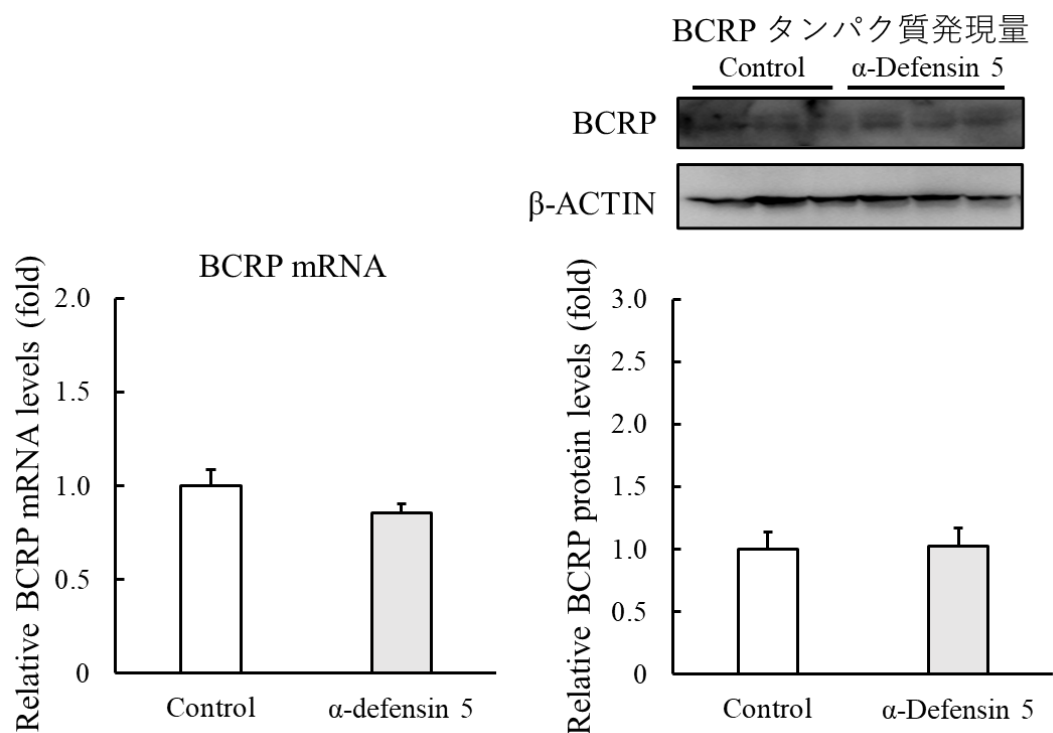 BCRP タンパク質発現量
Control α-Defensin 5
BCRP
β-ACTIN
BCRP mRNA
Relative BCRP mRNA levels (fold)
2.0
1.5
1.0
0.5
0
Control α-defensin 5
Relative BCRP protein levels (fold)
3.0
2.5
2.0
1.5
1.0
0.5
0
Control α-Defensin 5